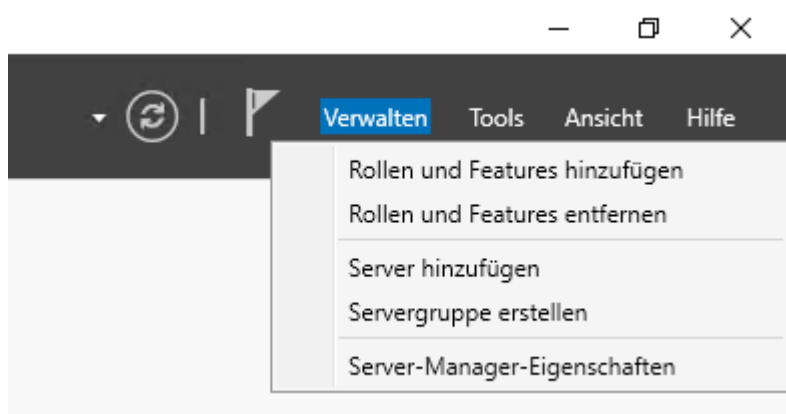 Verwalten Tools Ansicht Hilfe
Rollen und Features hinzufügen
Rollen und Features entfernen
Server hinzufügen
Servergruppe erstellen
Server-Manager-Eigenschaften